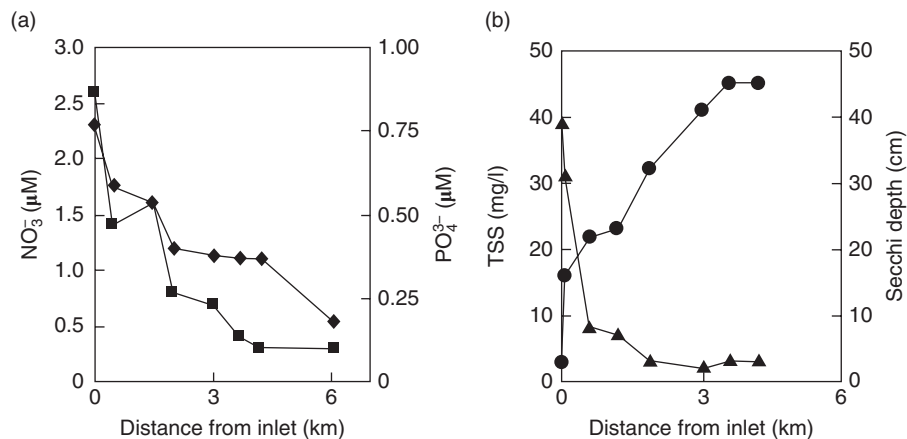 (a)
3.0
2.5
2.0
1.5
1.0
0.5
0
NO₃⁻ (μM)
1.00
0.75
0.50
0.25
0
PO₄³⁻ (μM)
0 3 6
Distance from inlet (km)
(b)
50
40
30
20
10
0
TSS (mg/l)
50
40
30
20
10
0
Secchi depth (cm)
0 3 6
Distance from inlet (km)